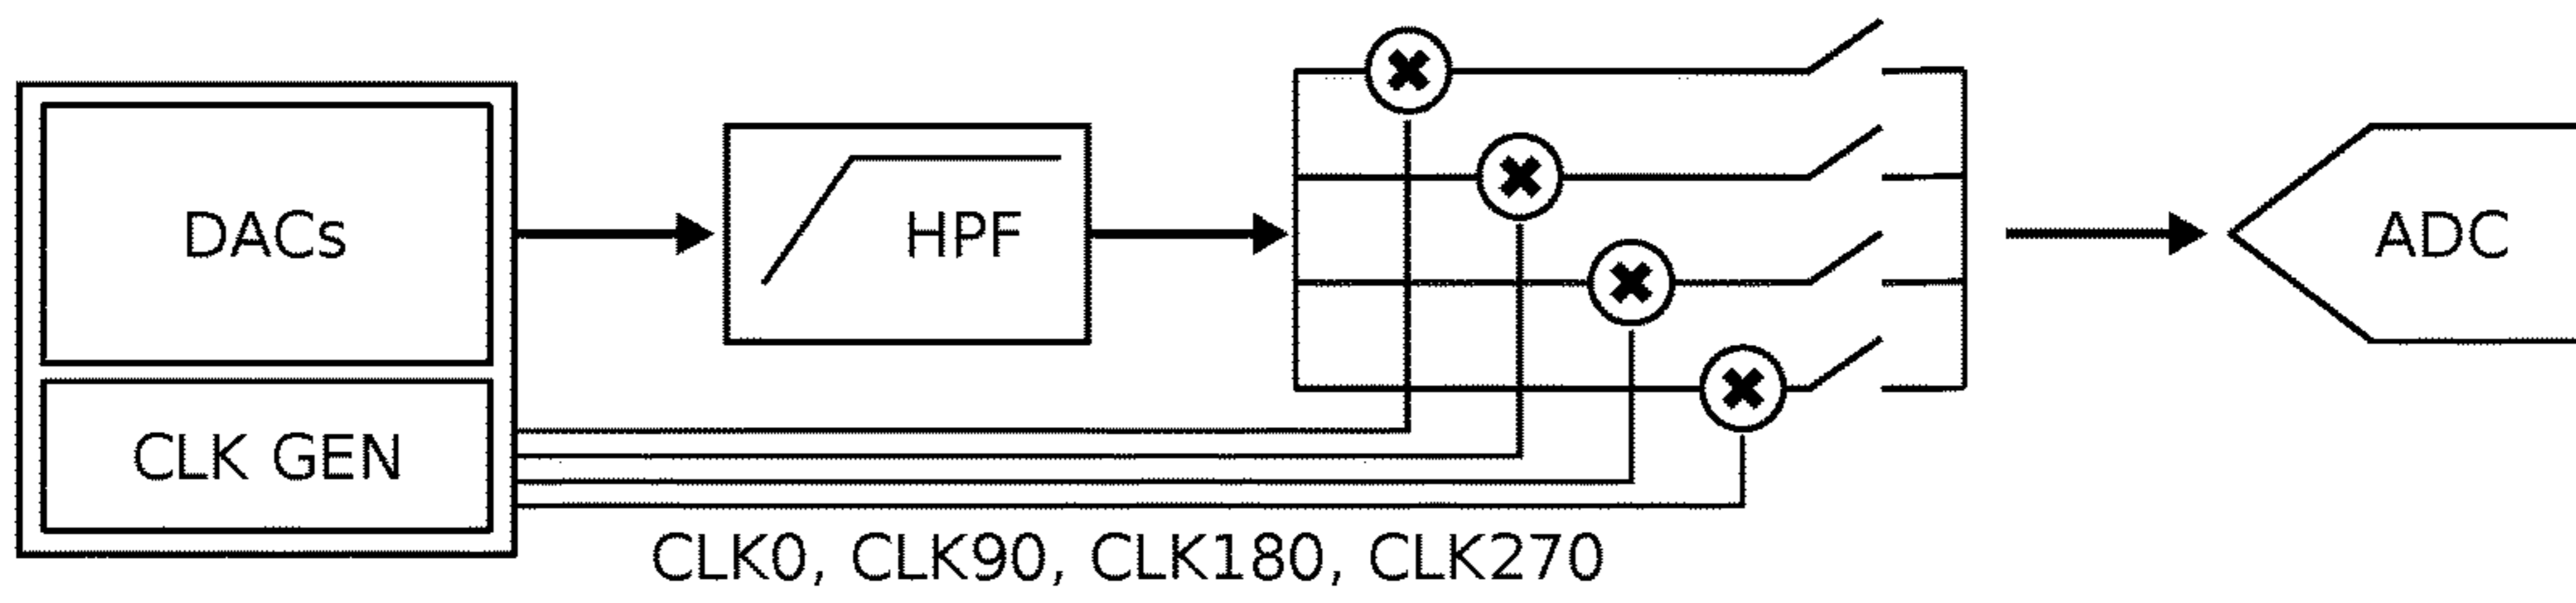 DACs
HPF
ADC
CLK GEN
CLK0, CLK90, CLK180, CLK270